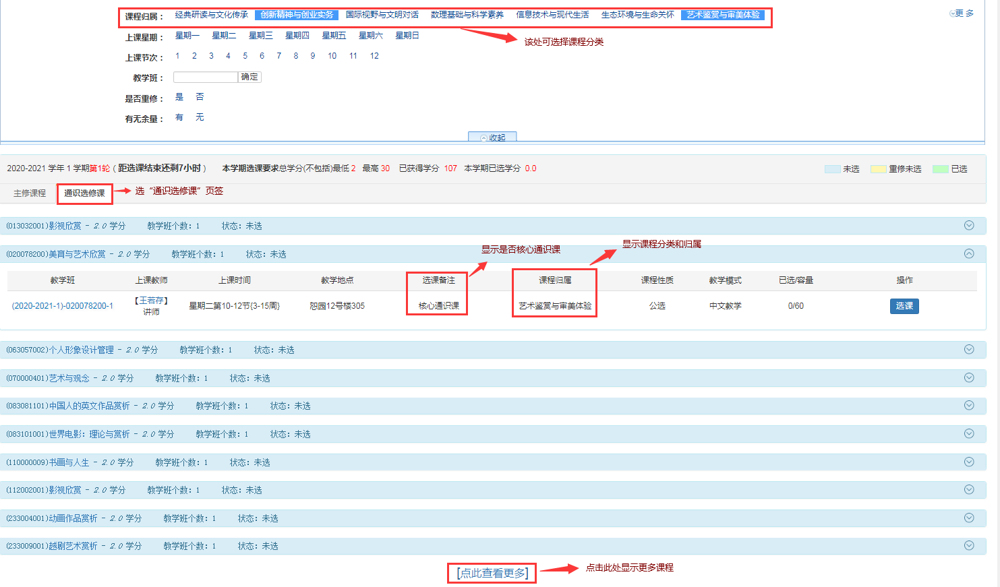 课程归属： 经典研读与文化传承 创新精神与创业实务 国际视野与文明对话 数理基础与科学素养 信息技术与现代生活 生态环境与生命关怀 艺术鉴赏与审美体验 更多
上课星期： 星期一 星期二 星期三 星期四 星期五 星期六 星期日
该处可选择课程分类
上课节次： 1 2 3 4 5 6 7 8 9 10 11 12
教学班： 确定
是否重修： 是 否
有无余量： 有 无
收起
2020-2021 学年 1 学期第1轮 ( 距选课结束还剩7小时 ) 本学期选课要求总学分(不包括)最低 2 最高 30 已获得学分 107 本学期已选学分 0.0 未选 重修未选 已选
主修课程 通识选修课 选“通识选修课”页签
(013032001)影视欣赏 - 2.0 学分 教学班个数：1 状态：未选
显示课程分类和归属
显示是否核心通识课
(020078200)美育与艺术欣赏 - 2.0 学分 教学班个数：1 状态：未选
教学班 上课教师 上课时间 教学地点 选课备注 课程归属 课程性质 教学模式 已选/容量 操作
(2020-2021-1)-020078200-1 【王若存】讲师 星期二第10-12节{3-15周} 恕园12号楼305 核心通识课 艺术鉴赏与审美体验 公选 中文教学 0/60 选课
(063057002)个人形象设计管理 - 2.0 学分 教学班个数：1 状态：未选
(070000401)艺术与观念 - 2.0 学分 教学班个数：1 状态：未选
(083081101)中国人的英文作品赏析 - 2.0 学分 教学班个数：1 状态：未选
(083101001)世界电影：理论与赏析 - 2.0 学分 教学班个数：1 状态：未选
(110000009)书画与人生 - 2.0 学分 教学班个数：1 状态：未选
(112002001)影视欣赏 - 2.0 学分 教学班个数：1 状态：未选
(233004001)动画作品赏析 - 2.0 学分 教学班个数：1 状态：未选
(233009001)越剧艺术赏析 - 2.0 学分 教学班个数：1 状态：未选
[点此查看更多] 点击此处显示更多课程